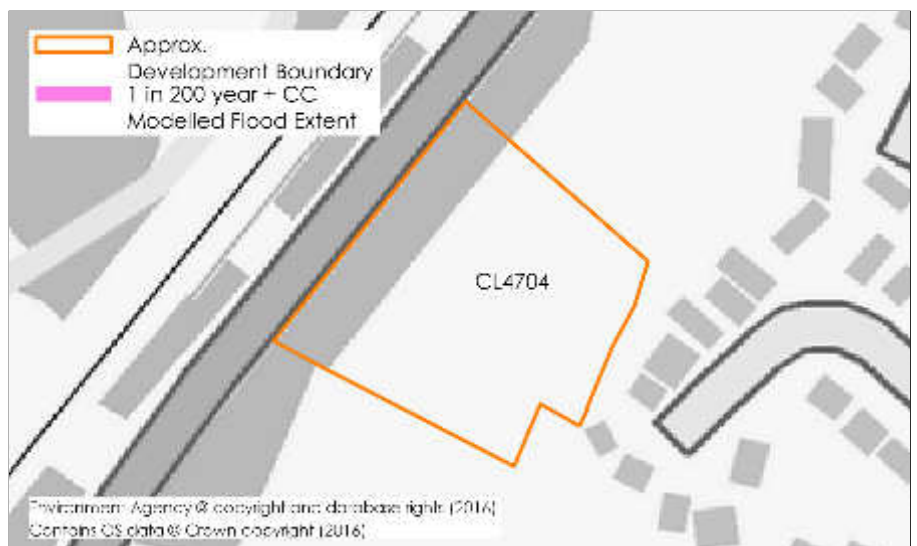 Approx.
Development Boundary
1 in 200 year + CC
Modelled Flood Extent
CL4704
Environment Agency © copyright and database rights (2016)
Contains OS data © Crown copyright (2016)